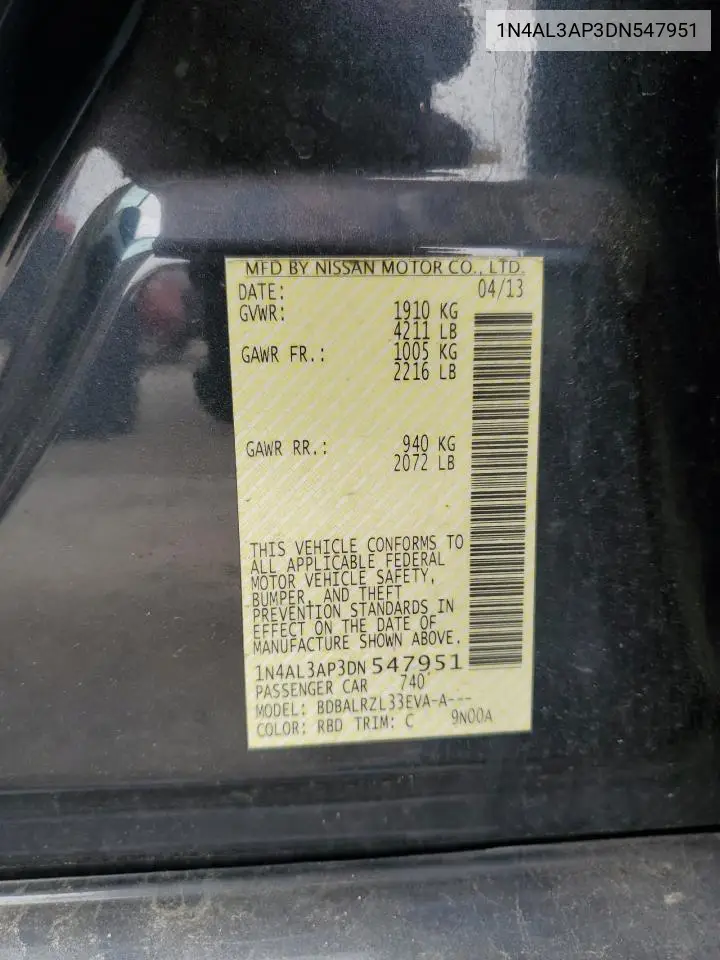 1N4AL3AP3DN547951
MFD BY NISSAN MOTOR CO., LTD.
DATE: 04/13
GVWR: 1910 KG
4211 LB
GAWR FR.: 1005 KG
2216 LB
GAWR RR.: 940 KG
2072 LB
THIS VEHICLE CONFORMS TO
ALL APPLICABLE FEDERAL
MOTOR VEHICLE SAFETY,
BUMPER, AND THEFT
PREVENTION STANDARDS IN
EFFECT ON THE DATE OF
MANUFACTURE SHOWN ABOVE.
1N4AL3AP3DN547951
PASSENGER CAR 740
MODEL: BDBALRZL33EVA-A---
COLOR: RBD TRIM: C 9N00A